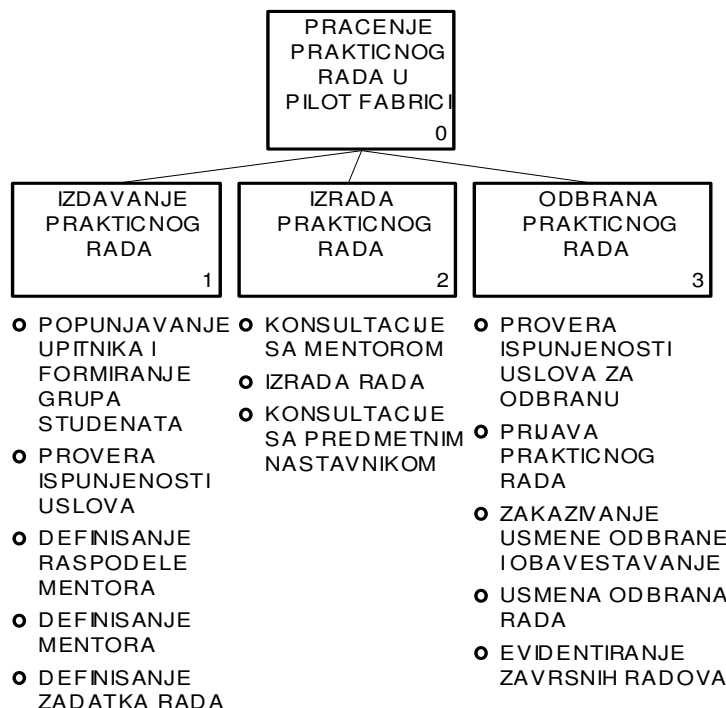 PRACENJE
PRAKTICNOG
RADA U
PILOT FABRICI
0
IZDAVANJE
PRAKTICNOG
RADA
1
IZRADA
PRAKTICNOG
RADA
2
ODBRANA
PRAKTICNOG
RADA
3
POPUNJAVANJE
UPITNIKA I
FORMIRANJE
GRUPA
STUDENATA
PROVERA
ISPUNJENOSTI
USLOVA
DEFINISANJE
RASPODELE
MENTORA
DEFINISANJE
MENTORA
DEFINISANJE
ZADATKA RADA
KONSULTACIJE
SA MENTOROM
IZRADA RADA
KONSULTACIJE
SA PREDMETNIM
NASTAVNIKOM
PROVERA
ISPUNJENOSTI
USLOVA ZA
ODBRANU
PRIJAVA
PRAKTICNOG
RADA
ZAKAZIVANJE
USMENE ODBRANE
I OBAVESTAVANJE
USMENA ODBRANA
RADA
EVIDENTIRANJE
ZAVRSNIH RADOVA